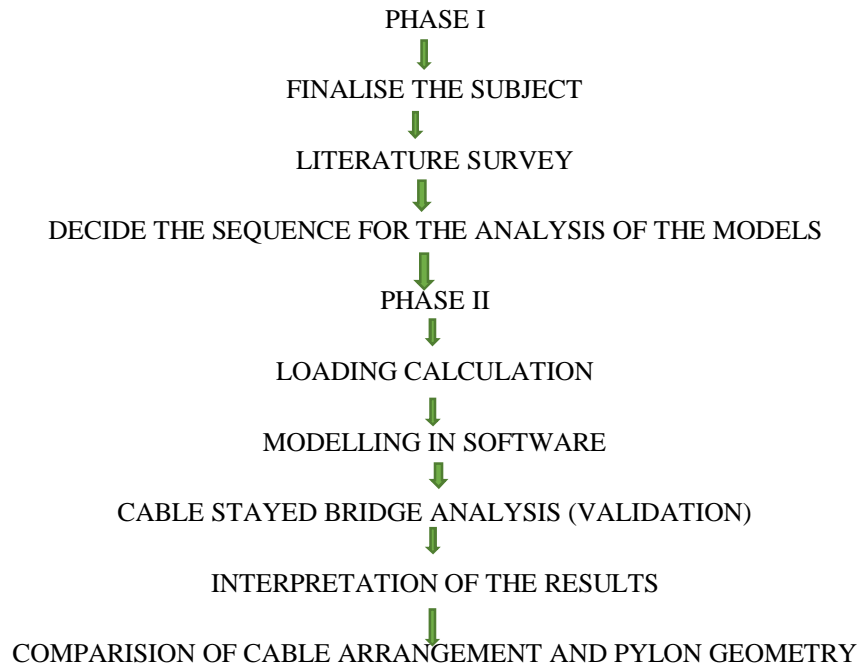 PHASE I
FINALISE THE SUBJECT
LITERATURE SURVEY
DECIDE THE SEQUENCE FOR THE ANALYSIS OF THE MODELS
PHASE II
LOADING CALCULATION
MODELLING IN SOFTWARE
CABLE STAYED BRIDGE ANALYSIS (VALIDATION)
INTERPRETATION OF THE RESULTS
COMPARISION OF CABLE ARRANGEMENT AND PYLON GEOMETRY